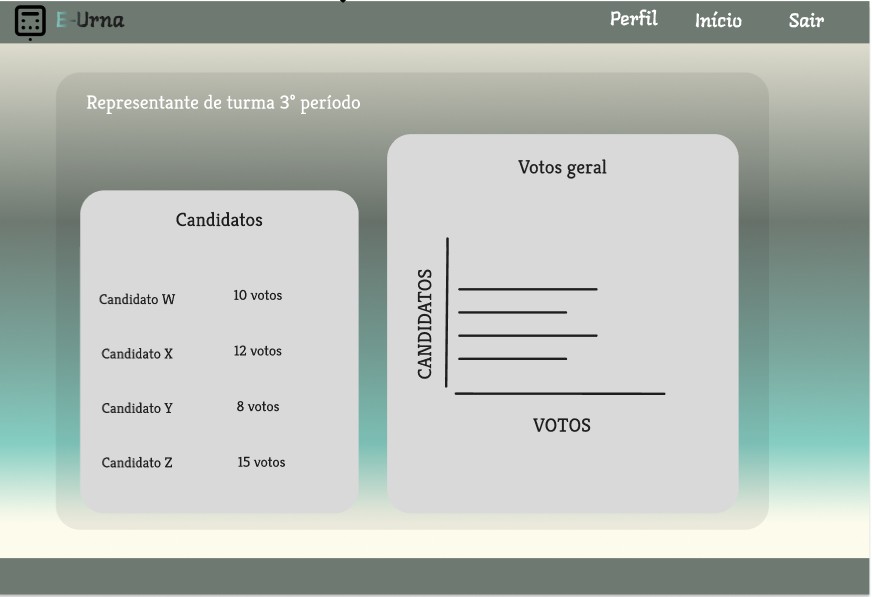 E-Urna
Perfil Início Sair
Representante de turma 3° período
Candidatos
Candidato W 10 votos
Candidato X 12 votos
Candidato Y 8 votos
Candidato Z 15 votos
Votos geral
CANDIDATOS
VOTOS